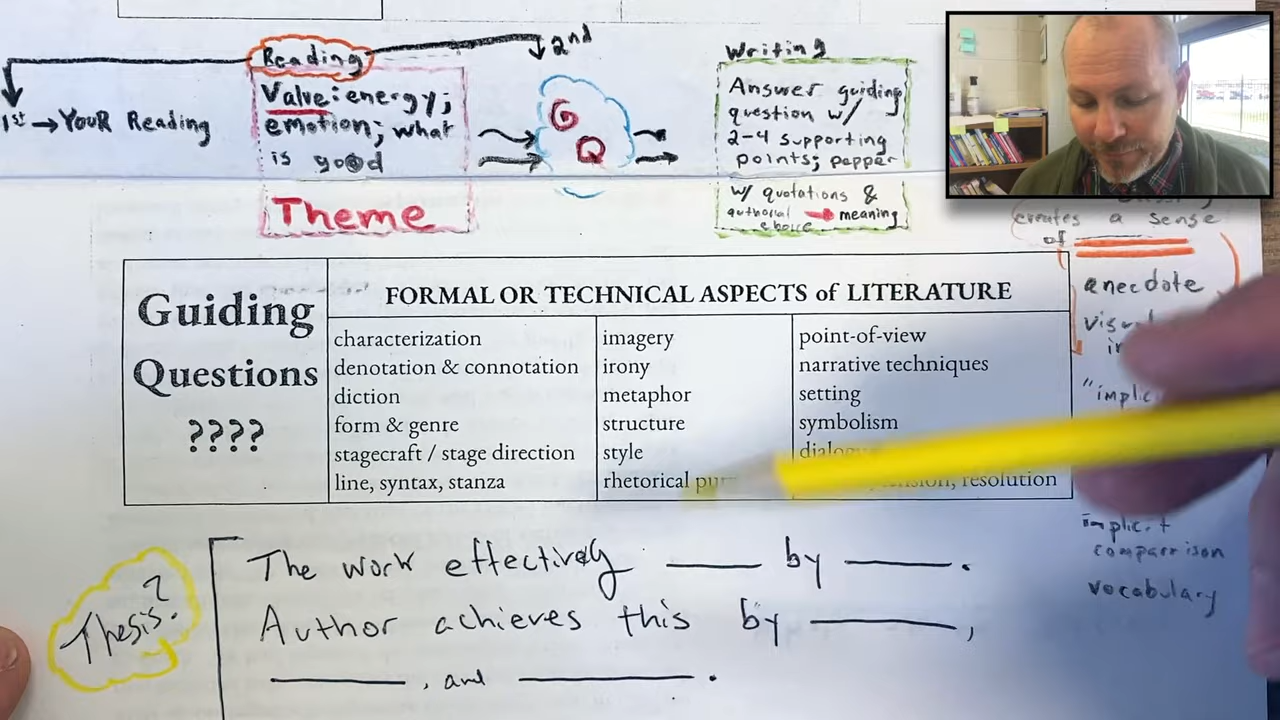 Reading
2nd
1st → YOUR Reading
Value: energy;
emotion; what
is good
Theme
G
Q
Writing
Answer guiding
question w/
2-4 supporting
points; pepper
w/ quotations &
authorial → meaning
choice
creates a sense
of
anecdote
"implic
implicit
comparrison
vocabulary
Guiding
Questions
????
FORMAL OR TECHNICAL ASPECTS of LITERATURE
characterization
denotation & connotation
diction
form & genre
stagecraft / stage direction
line, syntax, stanza
imagery
irony
metaphor
structure
style
rhetorical
point-of-view
narrative techniques
setting
symbolism
resolution
Thesis?
The work effectively ____ by ____.
Author achieves this by ____,
____, and ____.